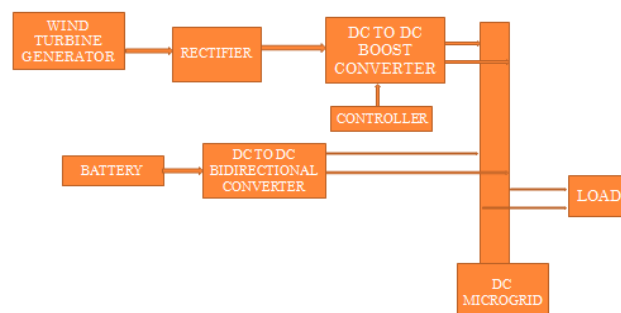 WIND
TURBINE
GENERATOR
RECTIFIER
DC TO DC
BOOST
CONVERTER
CONTROLLER
BATTERY
DC TO DC
BIDIRECTIONAL
CONVERTER
LOAD
DC
MICROGRID